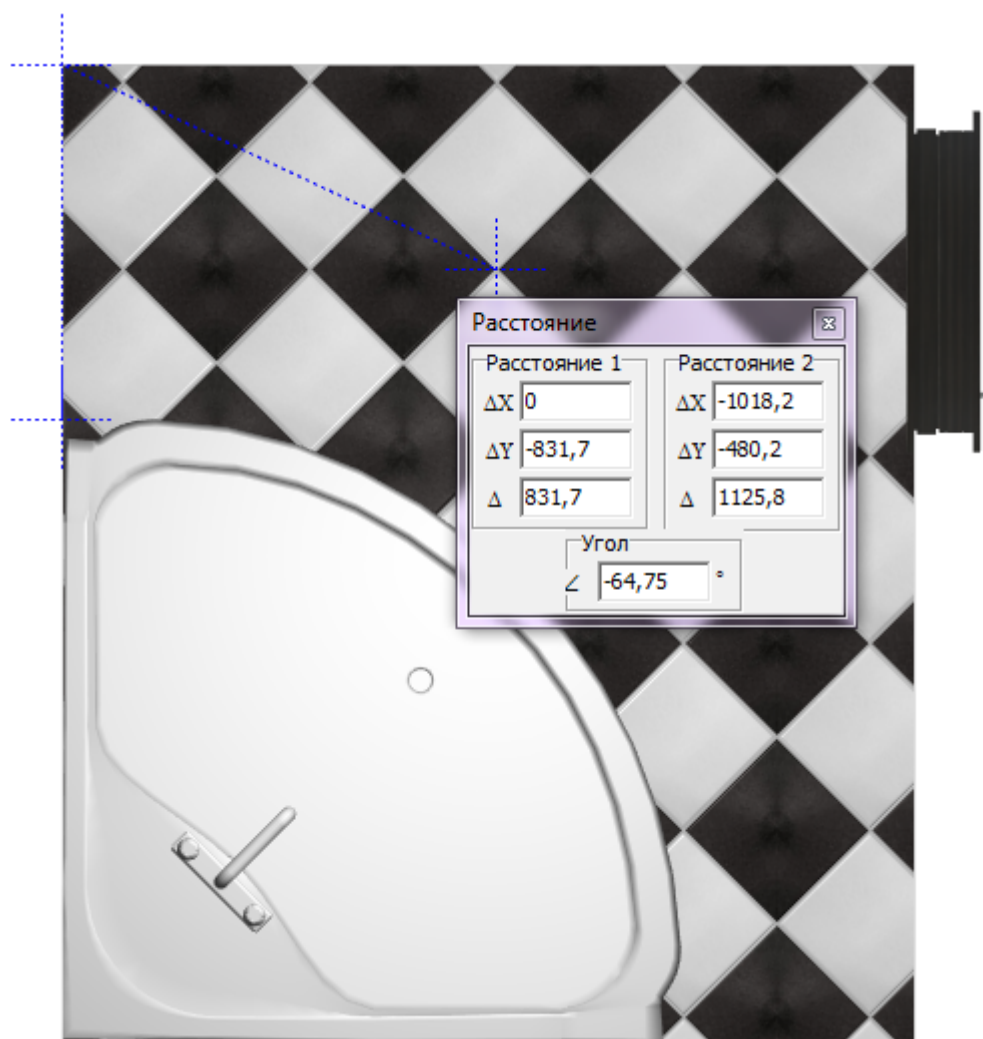 Расстояние
Расстояние 1
ΔX 0
ΔY -831,7
Δ 831,7
Расстояние 2
ΔX -1018,2
ΔY -480,2
Δ 1125,8
Угол
∠ -64,75 °